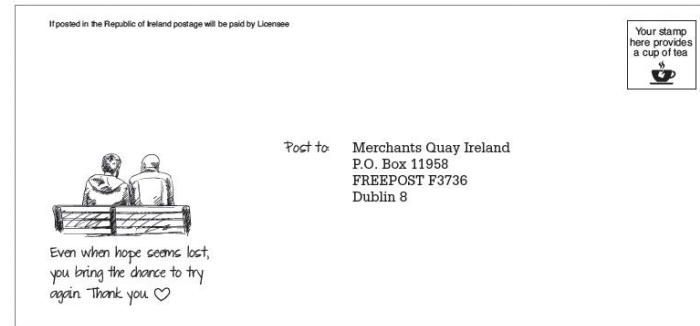 If posted in the Republic of Ireland postage will be paid by Licensee
Your stamp
here provides
a cup of tea
Post to:
Merchants Quay Ireland
P.O. Box 11958
FREEPOST F3736
Dublin 8
Even when hope seems lost,
you bring the chance to try
again. Thank you. ♡